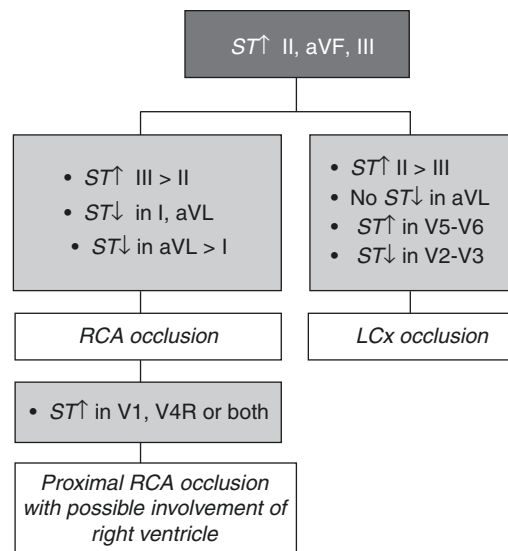 ST↑ II, aVF, III
• ST↑ III > II
• ST↓ in I, aVL
• ST↓ in aVL > I
• ST↑ II > III
• No ST↓ in aVL
• ST↑ in V5-V6
• ST↓ in V2-V3
RCA occlusion
LCx occlusion
• ST↑ in V1, V4R or both
Proximal RCA occlusion
with possible involvement of
right ventricle